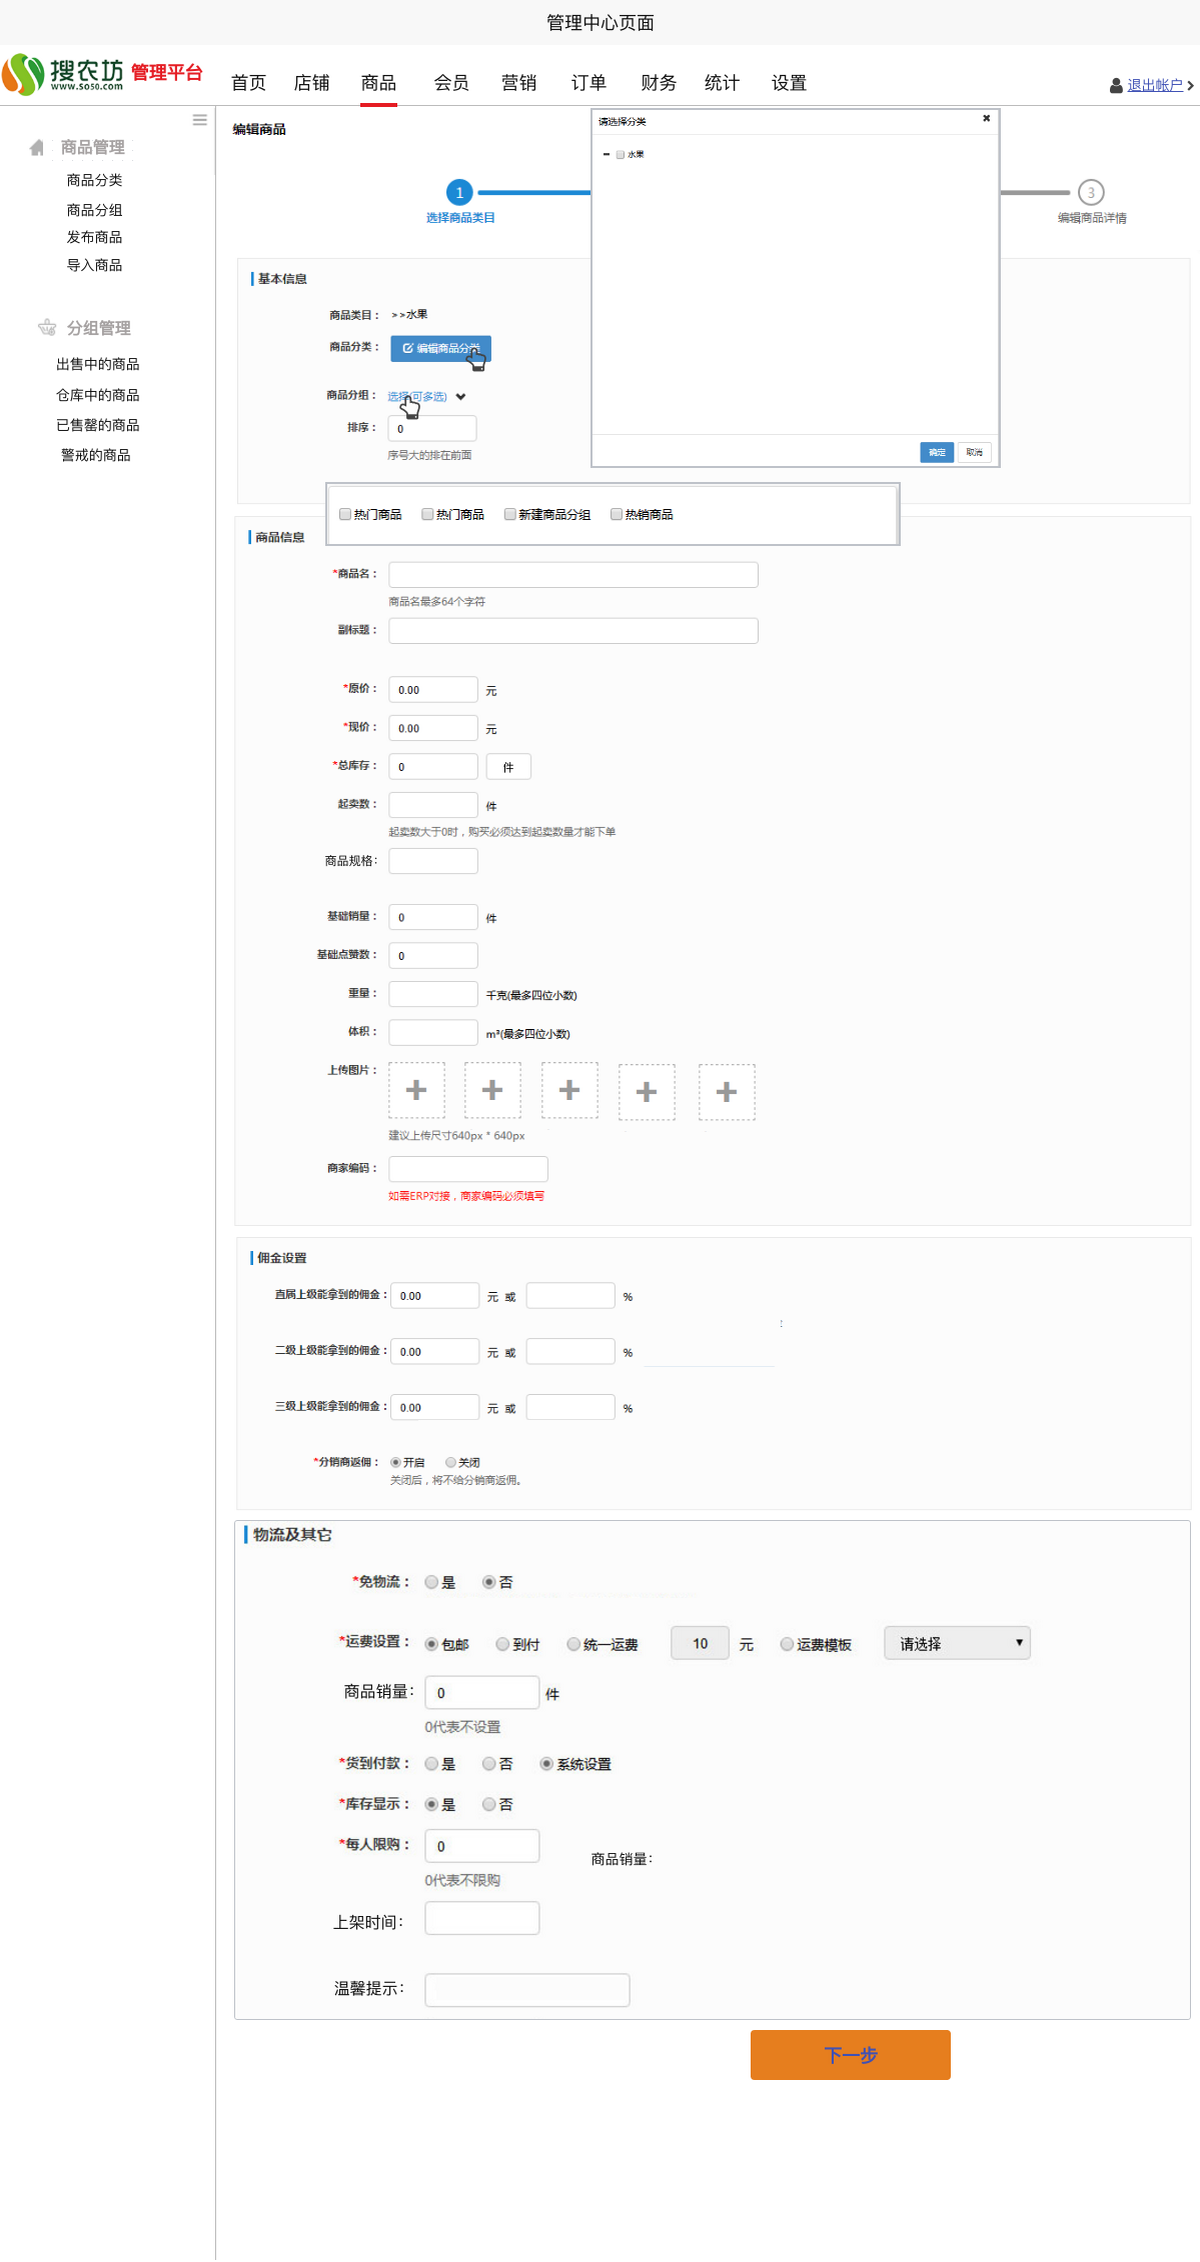 管理中心页面
搜农坊 管理平台
www.so5o.com
首页 店铺 商品 会员 营销 订单 财务 统计 设置
退出帐户
商品管理
商品分类
商品分组
发布商品
导入商品
分组管理
出售中的商品
仓库中的商品
已售罄的商品
警戒的商品
编辑商品
1
选择商品类目
3
编辑商品详情
请选择分类
水果
确定 取消
基本信息
商品类目： >>水果
商品分类： 编辑商品分类
商品分组： 选择(可多选)
排序： 0
序号大的排在前面
热门商品 热门商品 新建商品分组 热销商品
商品信息
*商品名：
商品名最多64个字符
副标题：
*原价： 0.00 元
*现价： 0.00 元
*总库存： 0 件
起卖数： 件
起卖数大于0时，购买必须达到起卖数量才能下单
商品规格：
基础销量： 0 件
基础点赞数： 0
重量： 千克(最多四位小数)
体积： m³(最多四位小数)
上传图片：
建议上传尺寸640px * 640px
商家编码：
如需ERP对接，商家编码必须填写
佣金设置
直属上级能拿到的佣金： 0.00 元 或 %
二级上级能拿到的佣金： 0.00 元 或 %
三级上级能拿到的佣金： 0.00 元 或 %
*分销商返佣： 开启 关闭
关闭后，将不给分销商返佣。
物流及其它
*免物流： 是 否
*运费设置： 包邮 到付 统一运费 10 元 运费模板 请选择
商品销量： 0 件
0代表不设置
*货到付款： 是 否 系统设置
*库存显示： 是 否
*每人限购： 0
商品销量：
0代表不限购
上架时间：
温馨提示：
下一步